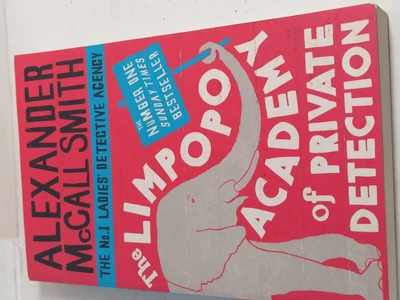 ALEXANDER
McCALL SMITH
THE No.1 LADIES' DETECTIVE AGENCY
THE
NUMBER ONE
SUNDAY TIMES
BESTSELLER
The LIMPOPO
ACADEMY
of PRIVATE
DETECTION